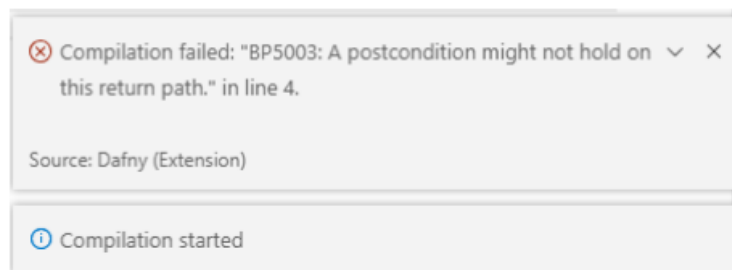 Compilation failed: "BP5003: A postcondition might not hold on
this return path." in line 4.
Source: Dafny (Extension)
Compilation started